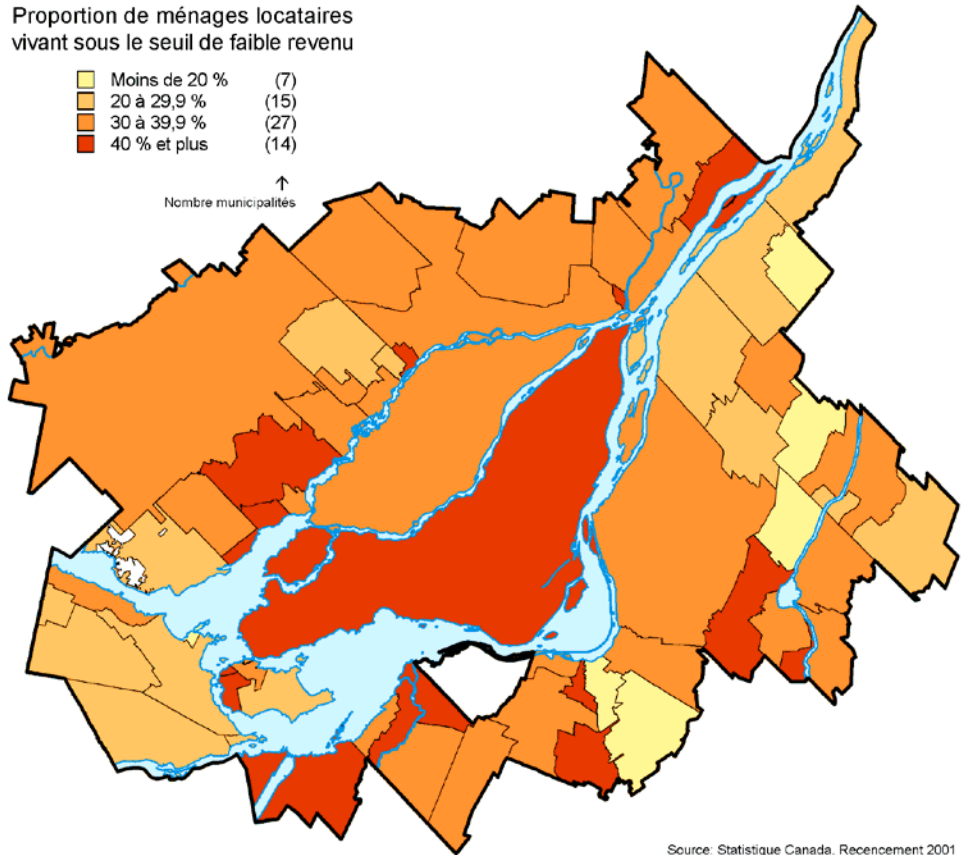 Proportion de ménages locataires
vivant sous le seuil de faible revenu
Moins de 20 % (7)
20 à 29,9 % (15)
30 à 39,9 % (27)
40 % et plus (14)
↑
Nombre municipalités
Source: Statistique Canada, Recencement 2001